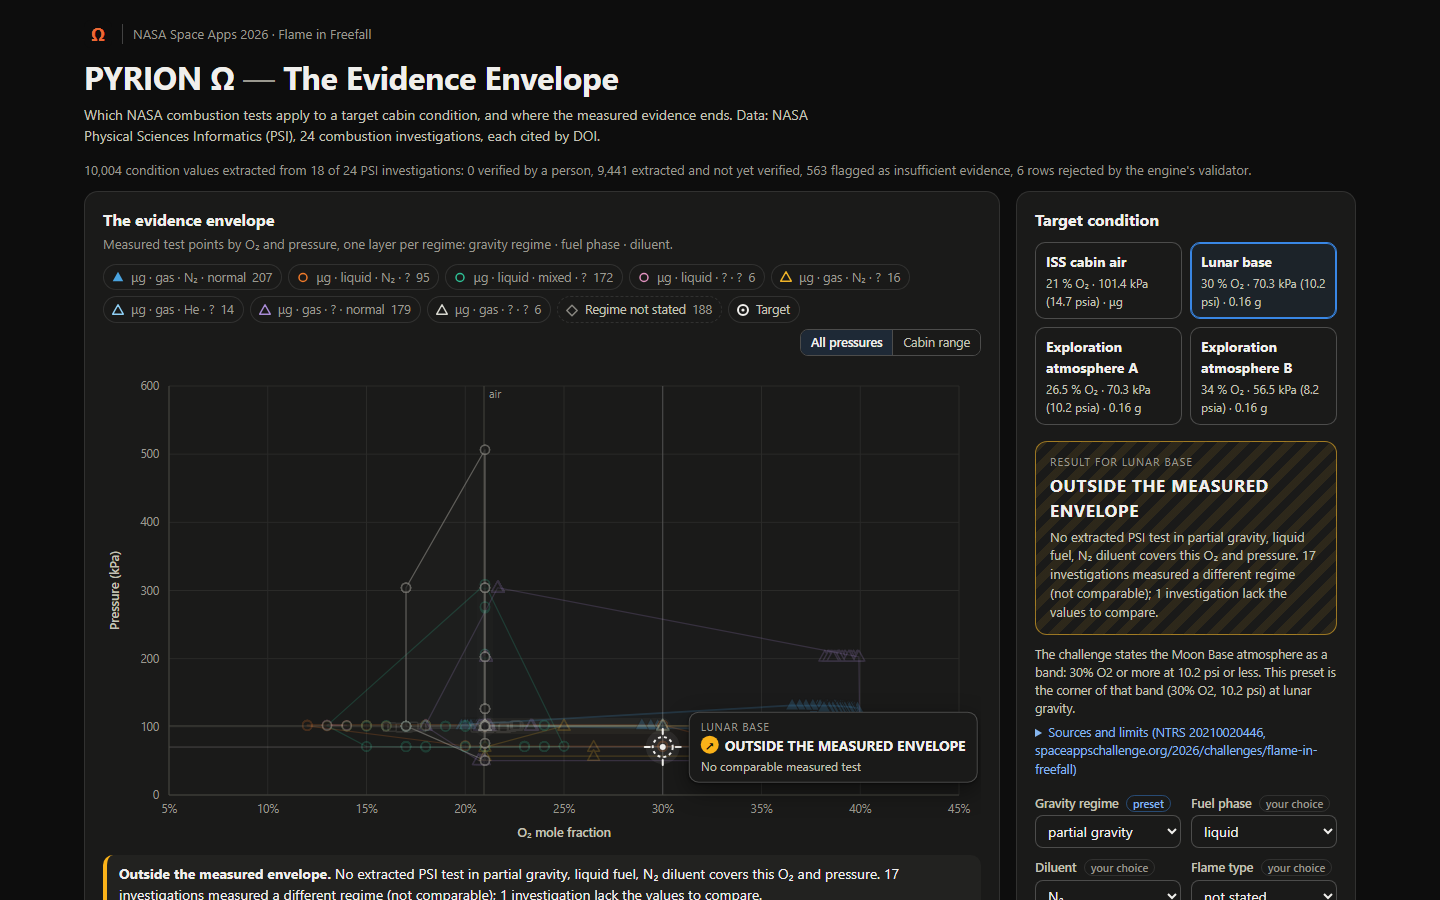 Ω NASA Space Apps 2026 · Flame in Freefall
PYRION Ω — The Evidence Envelope
Which NASA combustion tests apply to a target cabin condition, and where the measured evidence ends. Data: NASA
Physical Sciences Informatics (PSI), 24 combustion investigations, each cited by DOI.
10,004 condition values extracted from 18 of 24 PSI investigations: 0 verified by a person, 9,441 extracted and not yet verified, 563 flagged as insufficient evidence, 6 rows rejected by the engine's validator.
The evidence envelope
Measured test points by O₂ and pressure, one layer per regime: gravity regime · fuel phase · diluent.
µg · gas · N₂ · normal 207
µg · liquid · N₂ · ? 95
µg · liquid · mixed · ? 172
µg · liquid · ? · ? 6
µg · gas · N₂ · ? 16
µg · gas · He · ? 14
µg · gas · ? · normal 179
µg · gas · ? · ? 6
Regime not stated 188
Target
All pressures
Cabin range
600
500
400
300
200
100
0
Pressure (kPa)
air
LUNAR BASE
OUTSIDE THE MEASURED ENVELOPE
No comparable measured test
5%
10%
15%
20%
25%
30%
35%
40%
45%
O₂ mole fraction
Outside the measured envelope. No extracted PSI test in partial gravity, liquid fuel, N₂ diluent covers this O₂ and pressure. 17
investigations measured a different regime (not comparable); 1 investigation lack the values to compare.
Target condition
ISS cabin air
21 % O₂ · 101.4 kPa
(14.7 psia) · µg
Lunar base
30 % O₂ · 70.3 kPa (10.2
psi) · 0.16 g
Exploration
atmosphere A
26.5 % O₂ · 70.3 kPa
(10.2 psia) · 0.16 g
Exploration
atmosphere B
34 % O₂ · 56.5 kPa (8.2
psia) · 0.16 g
RESULT FOR LUNAR BASE
OUTSIDE THE MEASURED
ENVELOPE
No extracted PSI test in partial gravity, liquid
fuel, N₂ diluent covers this O₂ and pressure. 17
investigations measured a different regime
(not comparable); 1 investigation lack the
values to compare.
The challenge states the Moon Base atmosphere as a
band: 30% O2 or more at 10.2 psi or less. This preset is
the corner of that band (30% O2, 10.2 psi) at lunar
gravity.
Sources and limits (NTRS 20210020446,
spaceappschallenge.org/2026/challenges/flame-in-
freefall)
Gravity regime preset
Fuel phase your choice
partial gravity
liquid
Diluent your choice
Flame type your choice
N₂
not stated